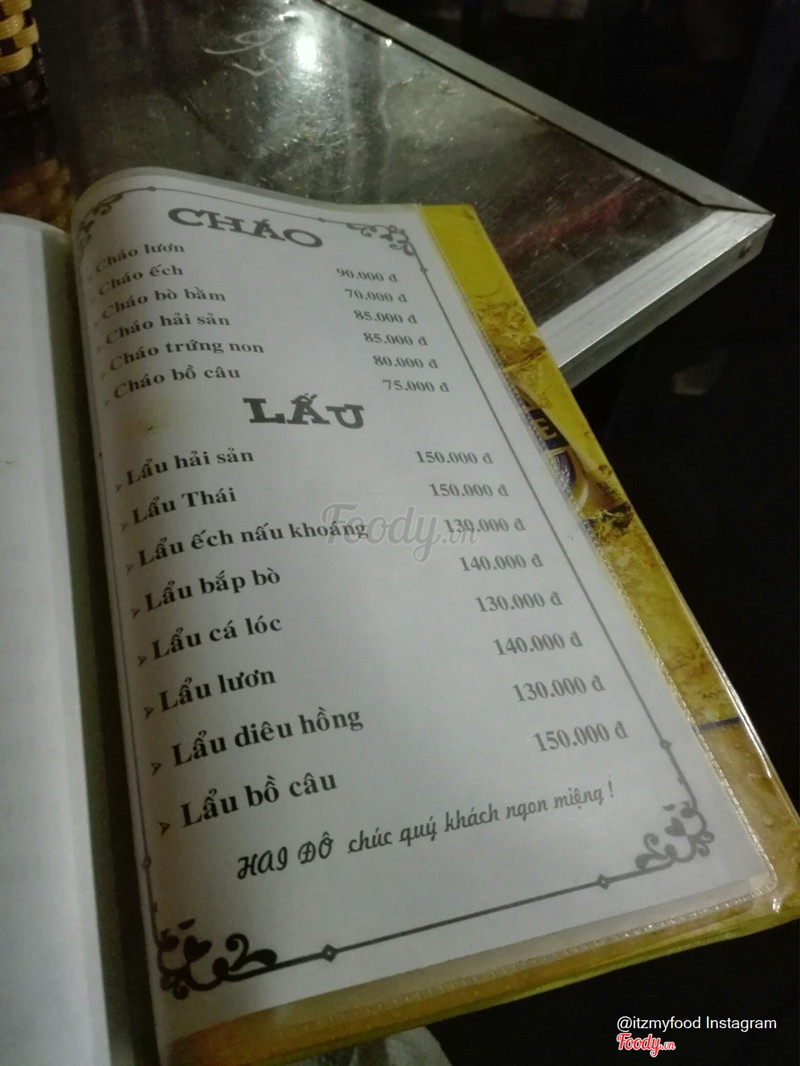 CHÁO
Cháo lươn 90.000 đ
Cháo ếch 70.000 đ
Cháo bò bằm 85.000 đ
Cháo hải sản 85.000 đ
Cháo trứng non 80.000 đ
Cháo bồ câu 75.000 đ
LẨU
Lẩu hải sản 150.000 đ
Lẩu Thái 150.000 đ
Lẩu ếch nấu khoáng 130.000 đ
Lẩu bắp bò 140.000 đ
Lẩu cá lóc 130.000 đ
Lẩu lươn 140.000 đ
Lẩu diêu hồng 130.000 đ
Lẩu bồ câu 150.000 đ
HAI ĐÔ chúc quý khách ngon miệng !
Foody.vn
@itzmyfood Instagram
Foody.vn